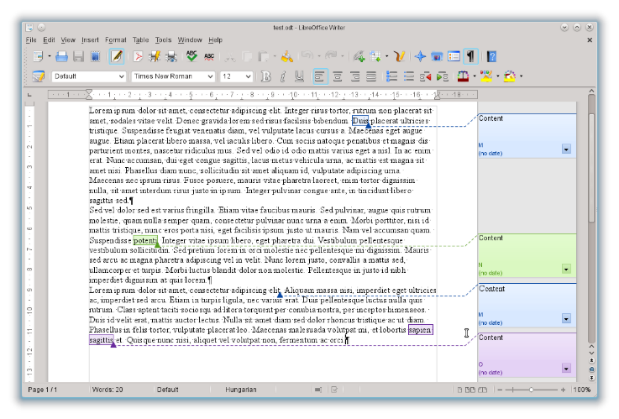 test.odt - LibreOffice Writer
File Edit View Insert Format Table Tools Window Help
Default Times New Roman 12
Lorem ipsum dolor sit amet, consectetur adipiscing elit. Integer risus tortor, rutrum non placerat sit
amet, sodales vitae velit. Donec gravida lorem sed risus facilisis bibendum. Duis placerat ultricies
tristique. Suspendisse feugiat venenatis diam, vel vulputate lacus cursus a. Maecenas eget augue
augue. Etiam placerat libero massa, vel iaculis libero. Cum sociis natoque penatibus et magnis dis
parturient montes, nascetur ridiculus mus. Sed vel odio id odio mattis varius eget a nisl. In ac enim
erat. Nunc accumsan, dui eget congue sagittis, lacus metus vehicula urna, ac mattis est magna sit
amet nisi. Phasellus diam nunc, sollicitudin sit amet aliquam id, vulputate adipiscing urna.
Maecenas nec ipsum risus. Fusce posuere, mauris vitae pharetra laoreet, enim tortor dignissim
nulla, sit amet interdum risus justo in ipsum. Integer pulvinar congue ante, in tincidunt libero
sagittis sed.¶
Sed vel dolor sed est varius fringilla. Etiam vitae faucibus mauris. Sed pulvinar, augue quis rutrum
molestie, quam nulla semper quam, consectetur pulvinar nunc urna a enim. Morbi porttitor, nisi id
mattis tristique, nunc eros porta nisi, eget facilisis ipsum justo ut mauris. Nam vel accumsan quam.
Suspendisse potenti. Integer vitae ipsum libero, eget pharetra dui. Vestibulum pellentesque
vestibulum sollicitudin. Sed pretium lorem in orci molestie nec pellentesque mi dignissim. Mauris
sed arcu ac magna pharetra adipiscing vel in velit. Nunc lorem justo, convallis a mattis sed,
ullamcorper et turpis. Morbi luctus blandit dolor non molestie. Pellentesque in justo id nibh
imperdiet dignissim at quis lorem.¶
Lorem ipsum dolor sit amet, consectetur adipiscing elit. Aliquam massa nisi, imperdiet eget ultricies
ac, imperdiet sed arcu. Etiam in turpis ligula, nec varius erat. Duis pellentesque luctus nulla quis
rutrum. Class aptent taciti sociosqu ad litora torquent per conubia nostra, per inceptos himenaeos.
Duis id velit erat, mattis auctor lectus. Nulla sit amet diam sed dolor rhoncus tristique ac ut diam.
Phasellus in felis tortor, vulputate placerat leo. Maecenas malesuada volutpat mi, et lobortis sapien
sagittis et. Quisque nunc nisi, aliquet vel volutpat non, fermentum ac orci.¶
Content
M
(no date)
Content
N
(no date)
Content
M
(no date)
Content
O
(no date)
Page 1 / 1 Words: 20 Default Hungarian 100%